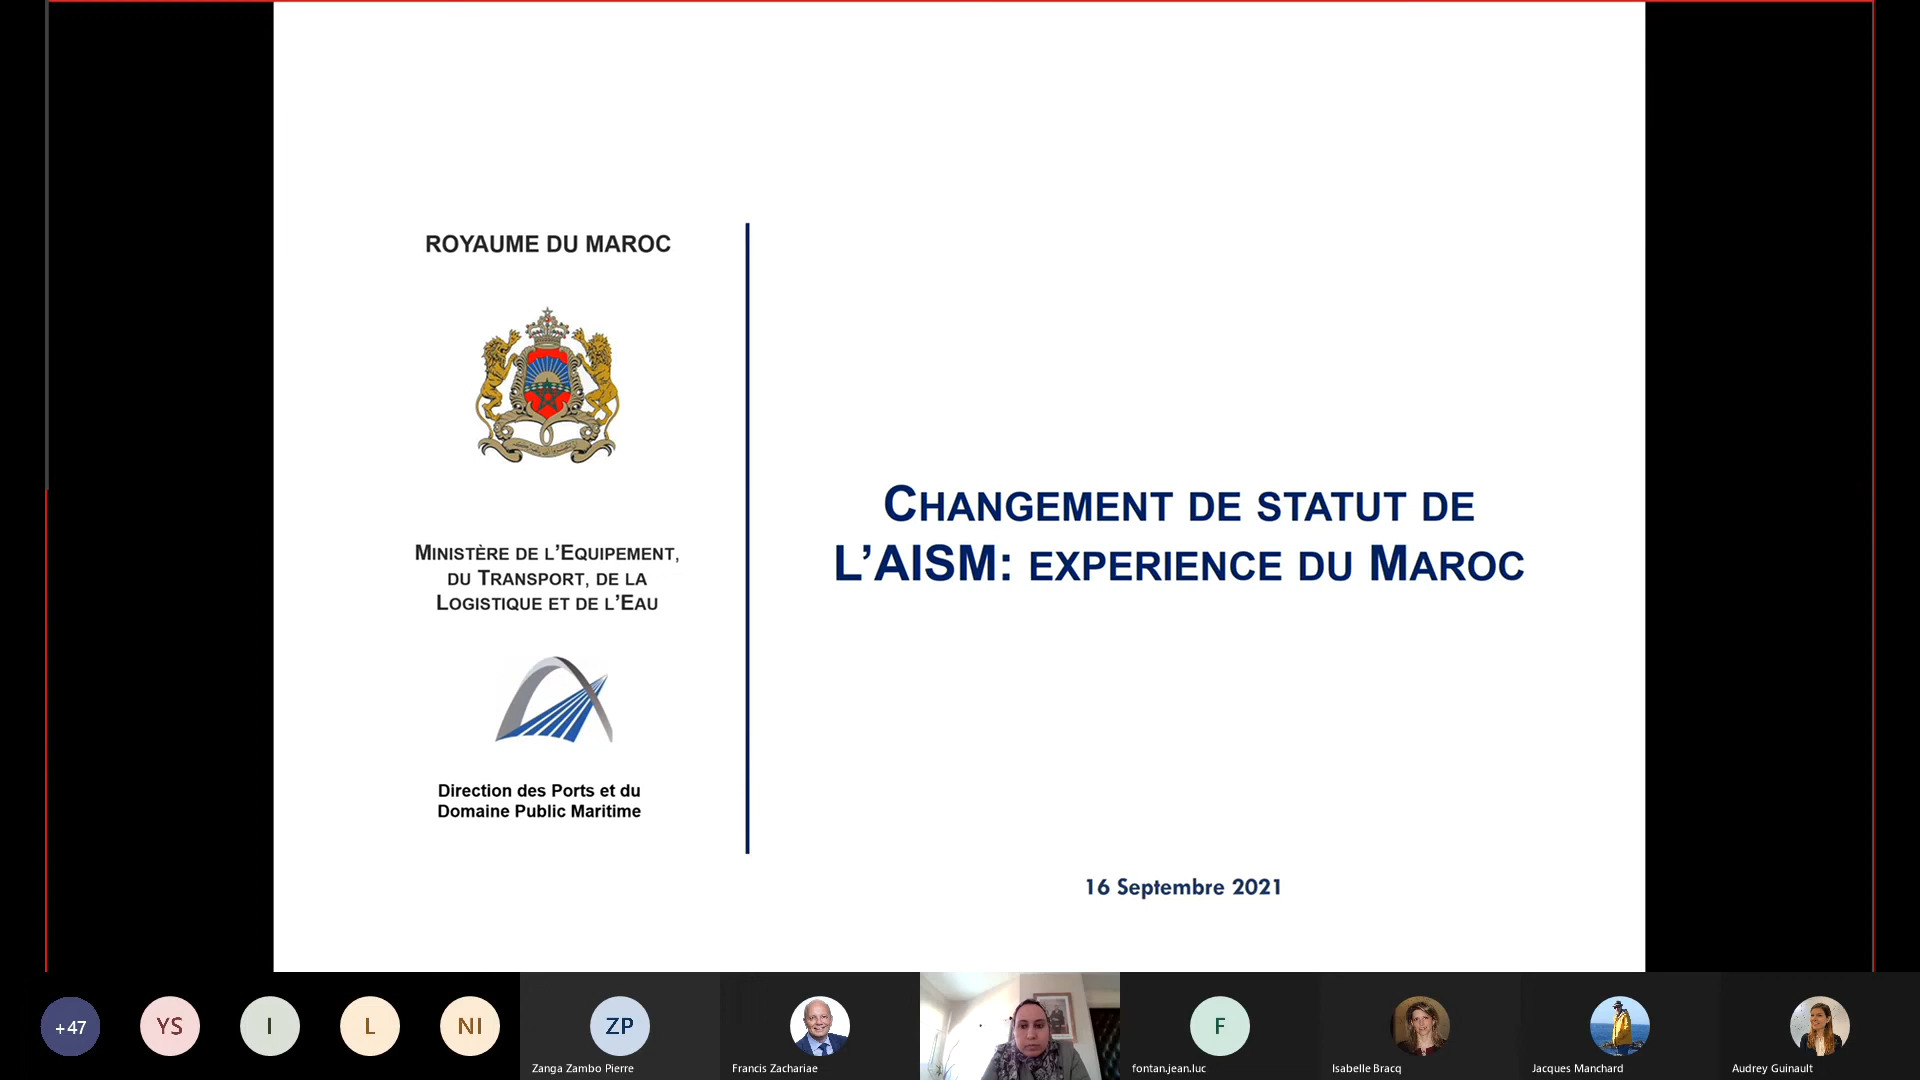 ROYAUME DU MAROC
MINISTÈRE DE L’EQUIPEMENT,
DU TRANSPORT, DE LA
LOGISTIQUE ET DE L’EAU
Direction des Ports et du
Domaine Public Maritime
CHANGEMENT DE STATUT DE
L’AISM: EXPERIENCE DU MAROC
16 Septembre 2021
+47
YS
I
L
NI
ZP
F
Zanga Zambo Pierre
Francis Zachariae
fontan.jean.luc
Isabelle Bracq
Jacques Manchard
Audrey Guinault